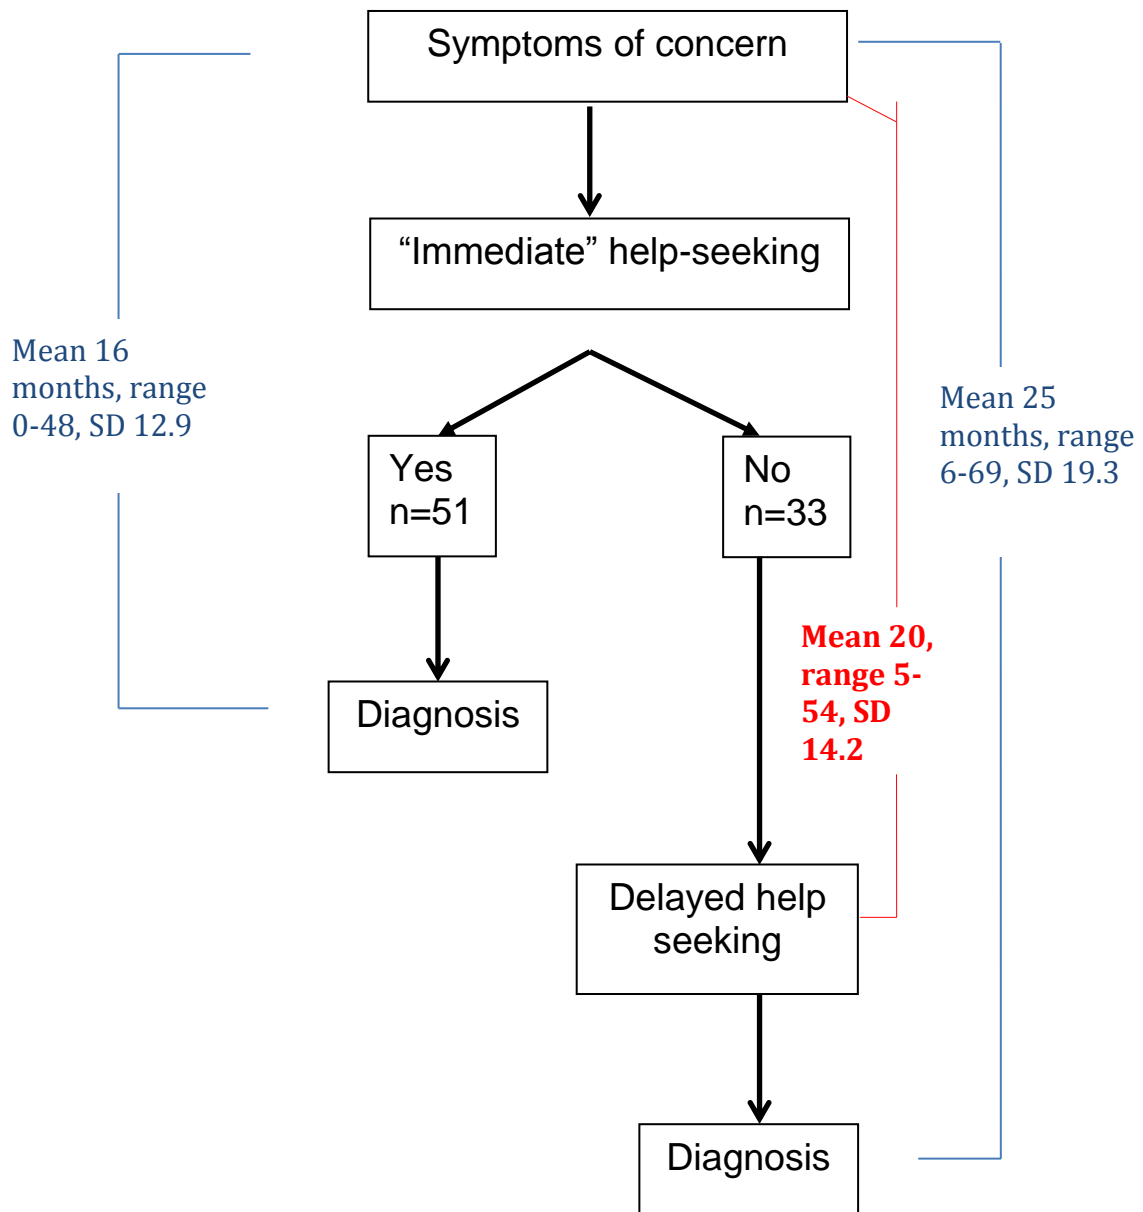 Symptoms of concern
“Immediate” help-seeking
Mean 16
months, range
0-48, SD 12.9
Mean 25
months, range
6-69, SD 19.3
Yes
n=51
No
n=33
Mean 20,
range 5-
54, SD
14.2
Diagnosis
Delayed help
seeking
Diagnosis